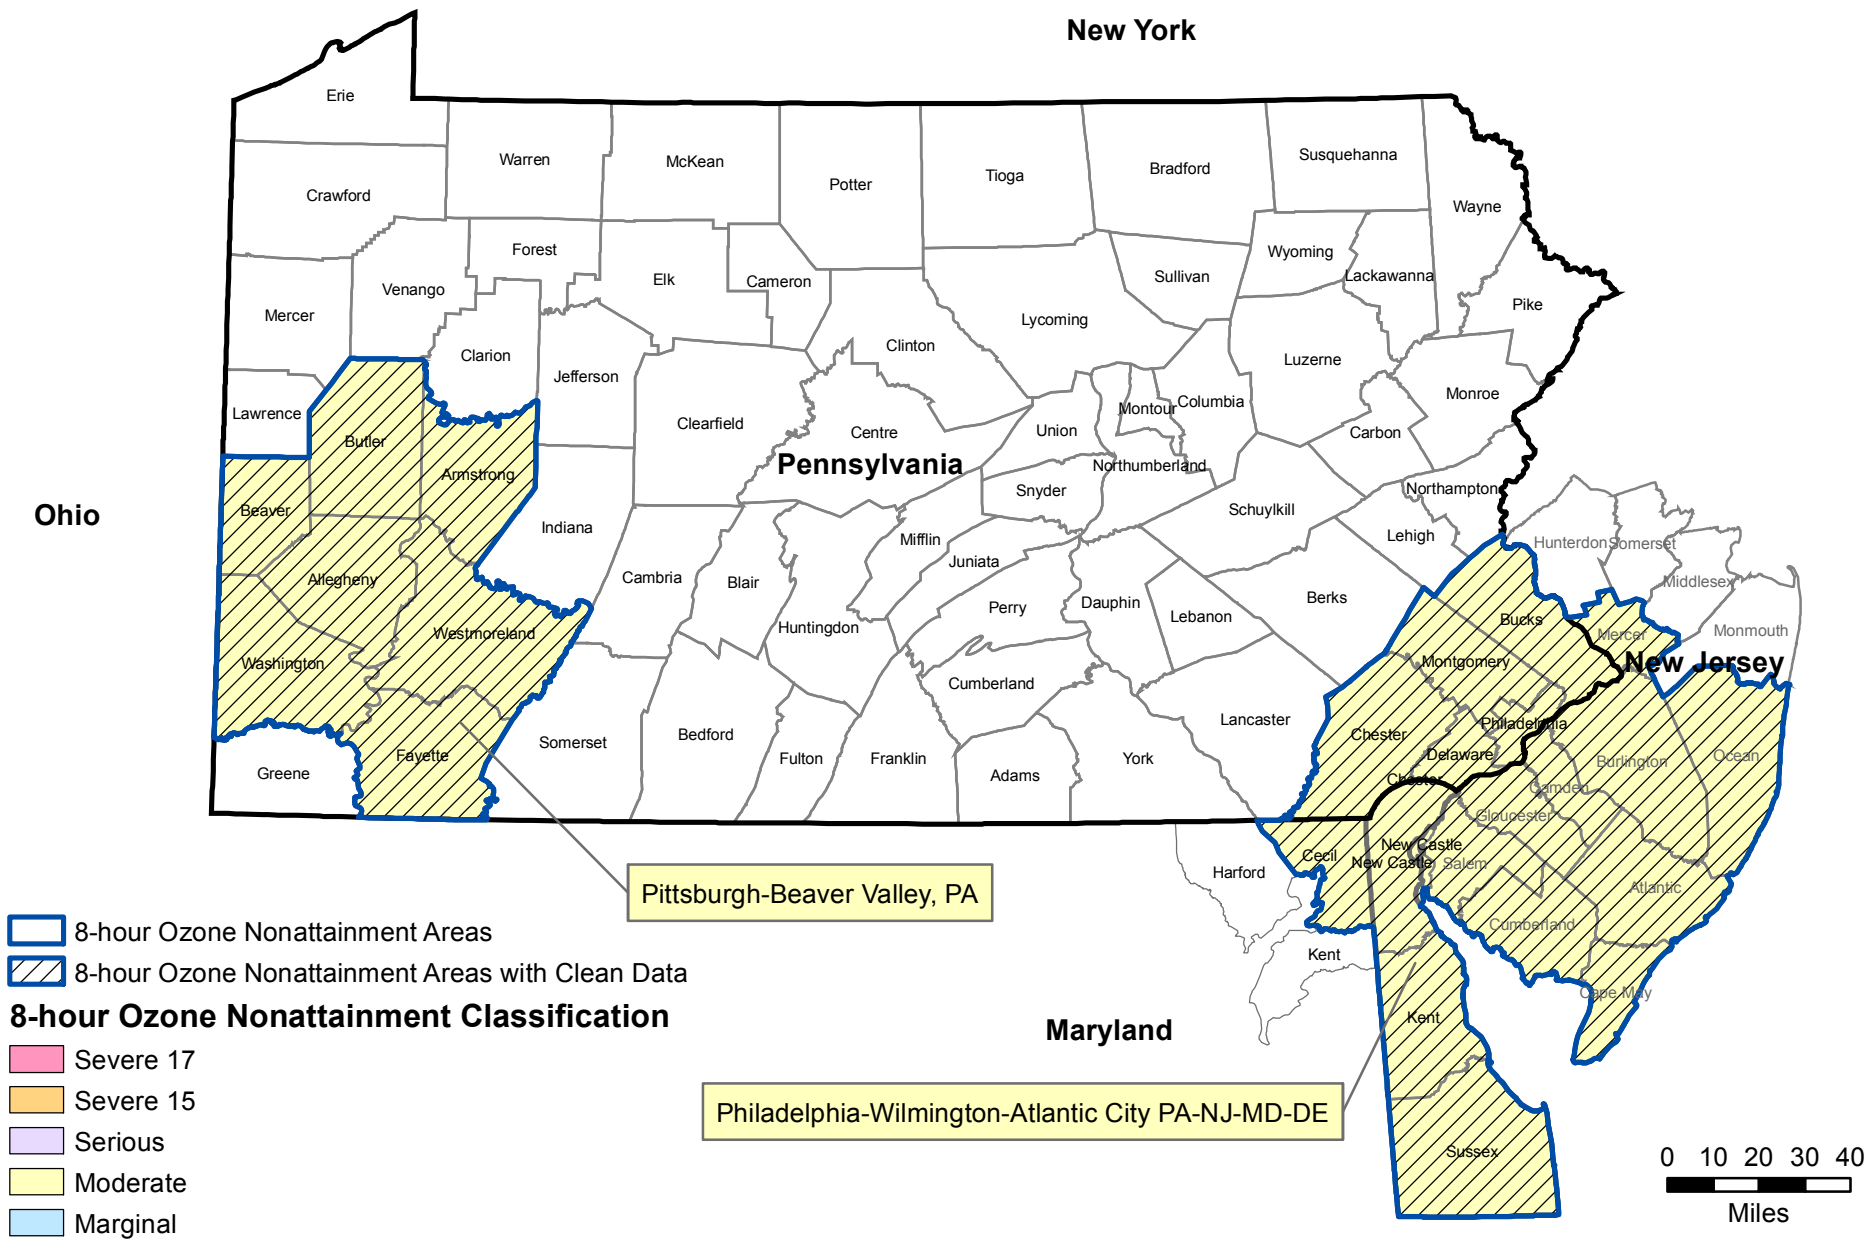 New York
Erie
Warren
McKean
Potter
Tioga
Bradford
Susquehanna
Crawford
Wayne
Forest
Elk
Cameron
Sullivan
Wyoming
Lackawanna
Venango
Mercer
Pike
Lycoming
Clinton
Clarion
Luzerne
Jefferson
Monroe
Lawrence
Montour
Columbia
Clearfield
Centre
Union
Carbon
Butler
Pennsylvania
Northumberland
Armstrong
Snyder
Northampton
Ohio
Beaver
Indiana
Schuylkill
Mifflin
Lehigh
Hunterdon
Somerset
Juniata
Allegheny
Cambria
Blair
Middlesex
Perry
Dauphin
Lebanon
Berks
Bucks
Huntingdon
Westmoreland
Mercer
Monmouth
Washington
Montgomery
New Jersey
Cumberland
Lancaster
Philadelphia
Somerset
Bedford
Chester
Fayette
Fulton
Franklin
York
Delaware
Burlington
Ocean
Greene
Adams
Chester
Camden
Gloucester
New Castle
Cecil
New Castle
Salem
Harford
Atlantic
Pittsburgh-Beaver Valley, PA
Cumberland
Kent
Cape May
Kent
Maryland
Philadelphia-Wilmington-Atlantic City PA-NJ-MD-DE
Sussex
8-hour Ozone Nonattainment Areas
8-hour Ozone Nonattainment Areas with Clean Data
8-hour Ozone Nonattainment Classification
Severe 17
Severe 15
Serious
Moderate
Marginal
0 10 20 30 40
Miles